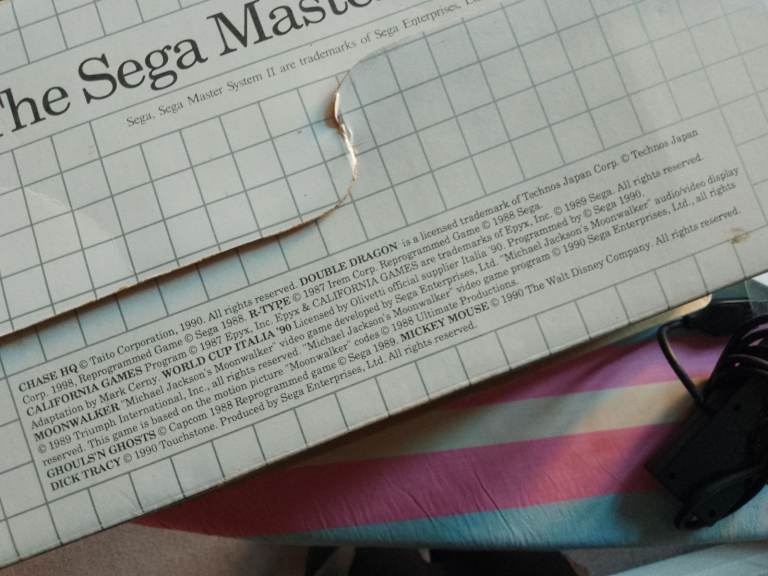 The Sega Maste
Sega, Sega Master System II are trademarks of Sega Enterprises,
CHASE HQ © Taito Corporation, 1990. All rights reserved. DOUBLE DRAGON is a licensed trademark of Technos Japan Corp. © Technos Japan
Corp. 1998, Reprogrammed Game © Sega 1988. R-TYPE © 1987 Irem Corp. Reprogrammed Game © 1988 Sega.
CALIFORNIA GAMES Program © 1987 Epyx, Inc. Epyx & CALIFORNIA GAMES are trademarks of Epyx, Inc. © 1989 Sega. All rights reserved.
Adaptation by Mark Cerny. WORLD CUP ITALIA '90 Licensed by Olivetti official supplier Italia '90. Programmed by © Sega 1990.
MOONWALKER "Michael Jackson's Moonwalker" video game developed by Sega Enterprises, Ltd. "Michael Jackson's Moonwalker" audio/video display
© 1989 Triumph International, Inc., all rights reserved. "Michael Jackson's Moonwalker" video game program © 1990 Sega Enterprises, Ltd., all rights
reserved. This game is based on the motion picture "Moonwalker" codes © 1988 Ultimate Productions.
GHOULS'N GHOSTS © Capcom 1988 Reprogrammed game © Sega 1989. MICKEY MOUSE © 1990 The Walt Disney Company. All rights reserved.
DICK TRACY © 1990 Touchstone. Produced by Sega Enterprises, Ltd. All rights reserved.